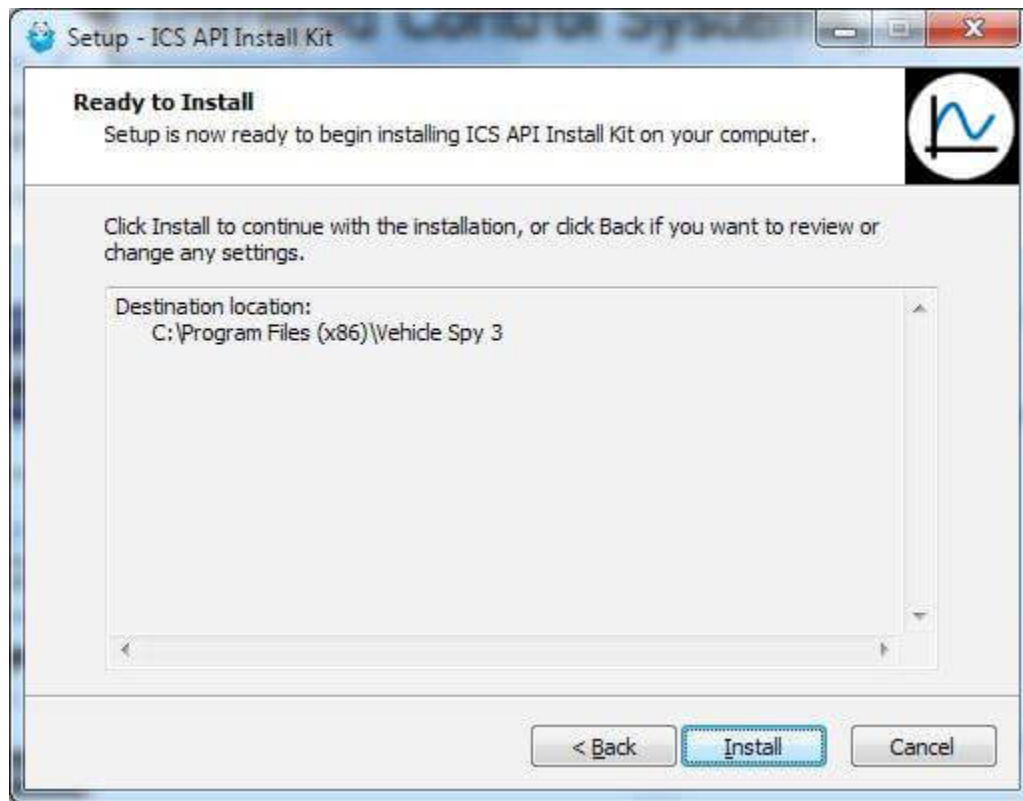 Setup - ICS API Install Kit
Ready to Install
Setup is now ready to begin installing ICS API Install Kit on your computer.
Click Install to continue with the installation, or click Back if you want to review or
change any settings.
Destination location:
C:\Program Files (x86)\Vehicle Spy 3
< Back
Install
Cancel